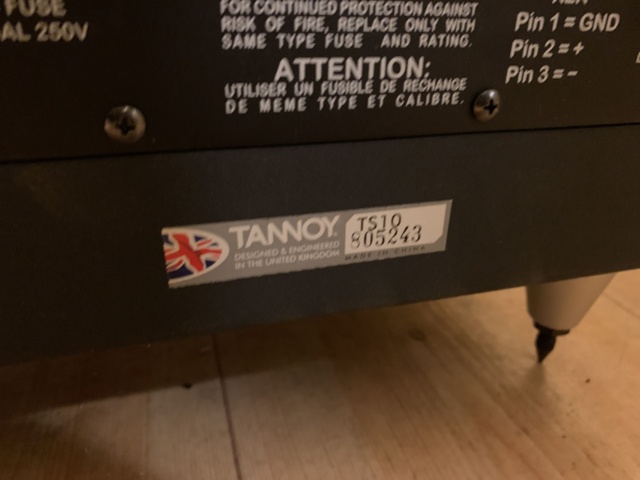 FUSE
AL 250V
FOR CONTINUED PROTECTION AGAINST
RISK OF FIRE, REPLACE ONLY WITH
SAME TYPE FUSE AND RATING.
ATTENTION:
UTILISER UN FUSIBLE DE RECHANGE
DE MEME TYPE ET CALIBRE.
Pin 1 = GND
Pin 2 = +
Pin 3 = -
TANNOY
DESIGNED & ENGINEERED
IN THE UNITED KINGDOM
TS10
805243
MADE IN CHINA